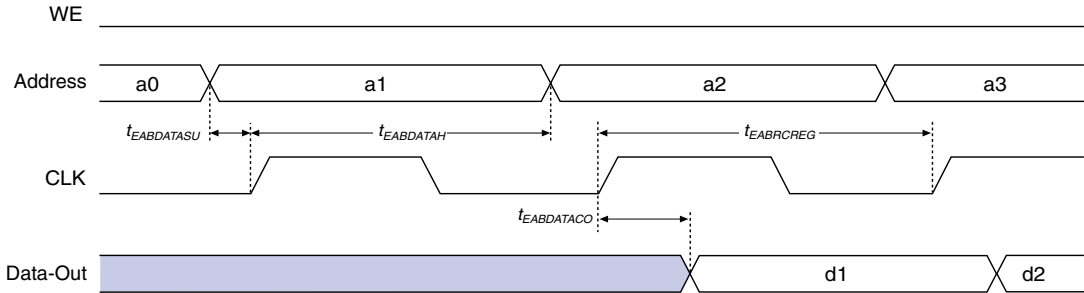 WE
Address
a0
a1
a2
a3
tEABDATASU
tEABDATAH
tEABRCREG
CLK
tEABDATACO
Data-Out
d1
d2